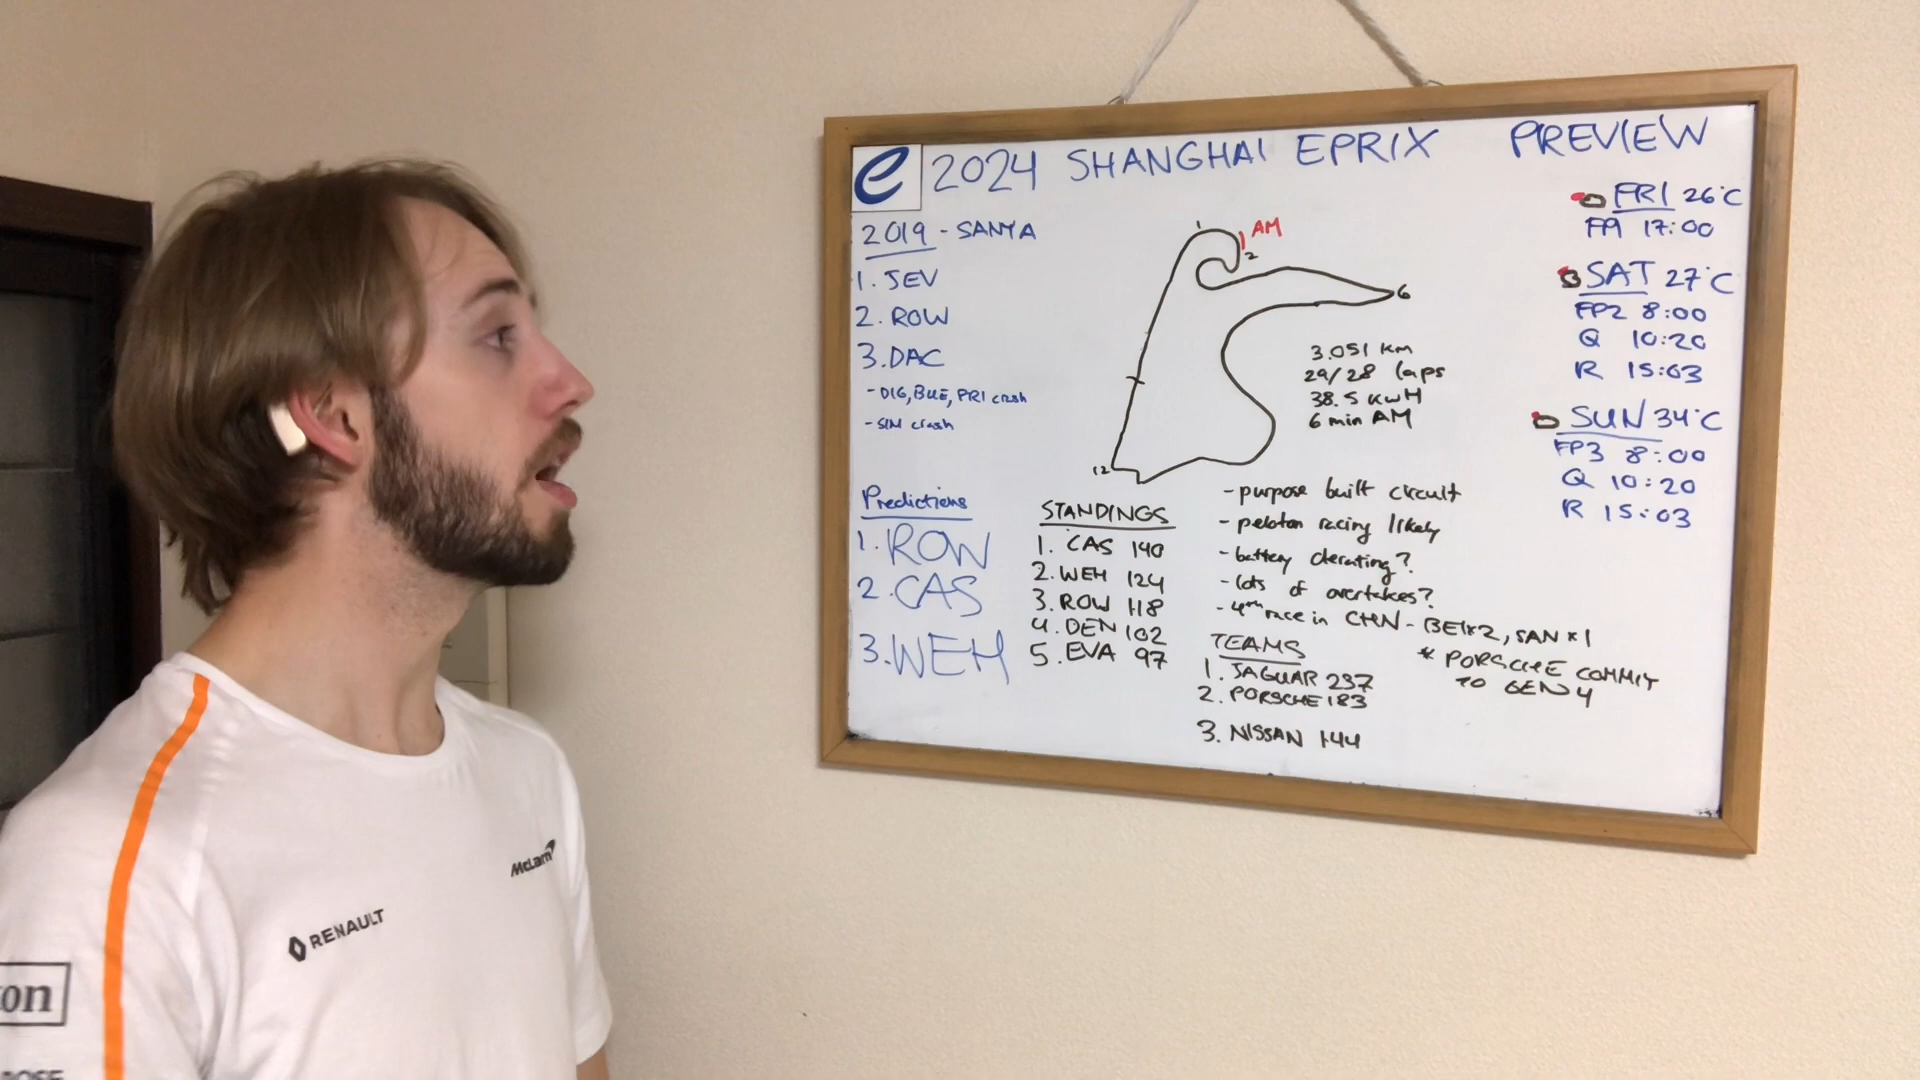 e 2024 SHANGHAI EPRIX PREVIEW
2019 - SANYA
1. JEV
2. ROW
3. DAC
- DIG, BUE, PRI crash
- SIM crash
Predictions
1. ROW
2. CAS
3. WEH
STANDINGS
1. CAS 140
2. WEH 124
3. ROW 118
4. DEN 102
5. EVA 97
1
AM
2
6
12
3.051 km
29/28 laps
38.5 KWH
6 min AM
- purpose built circuit
- peloton racing likely
- battery derating?
- lots of overtakes?
- 4th race in CHN - BEI x2, SAN x1
* PORSCHE COMMIT
TO GEN 4
TEAMS
1. JAGUAR 237
2. PORSCHE 183
3. NISSAN 144
FRI 26°C
FP1 17:00
SAT 27°C
FP2 8:00
Q 10:20
R 15:03
SUN 34°C
FP3 8:00
Q 10:20
R 15:03
McLaren
RENAULT